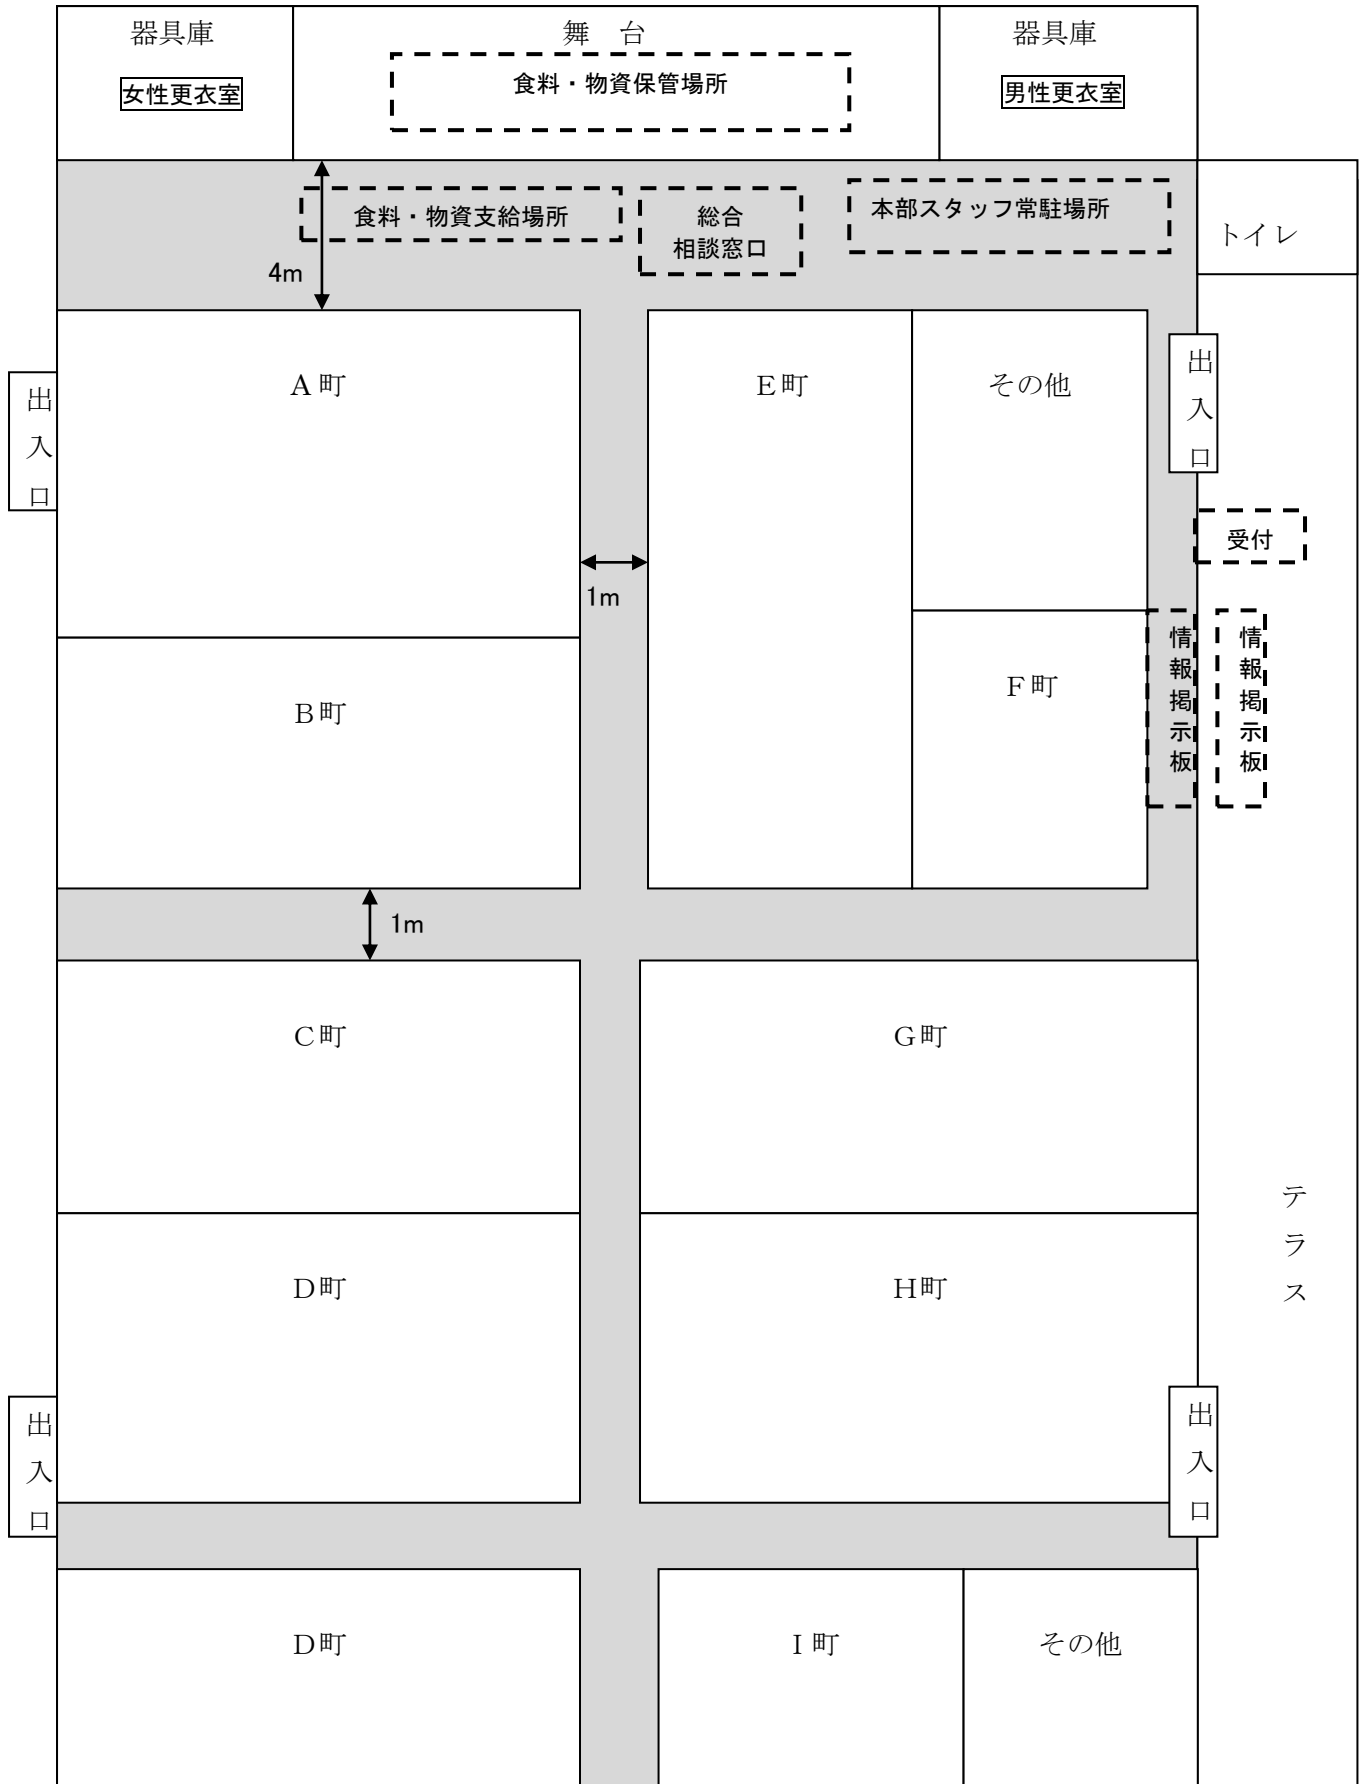 器具庫
舞　台
器具庫
女性更衣室
食料・物資保管場所
男性更衣室
食料・物資支給場所
総合
相談窓口
本部スタッフ常駐場所
トイレ
4m
A町
E町
その他
出入口
出入口
受付
1m
B町
F町
情報掲示板
情報掲示板
1m
C町
G町
テラス
D町
H町
出入口
出入口
D町
I町
その他